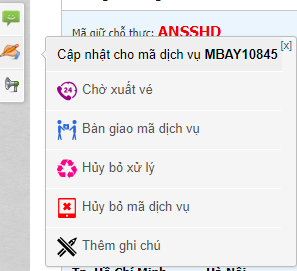 Mã giữ chỗ thực: ANSSHD
[x]
Cập nhật cho mã dịch vụ MBAY10845
24
Chờ xuất vé
Bàn giao mã dịch vụ
Hủy bỏ xử lý
Hủy bỏ mã dịch vụ
Thêm ghi chú
Tp. Hồ Chí Minh Hà Nội